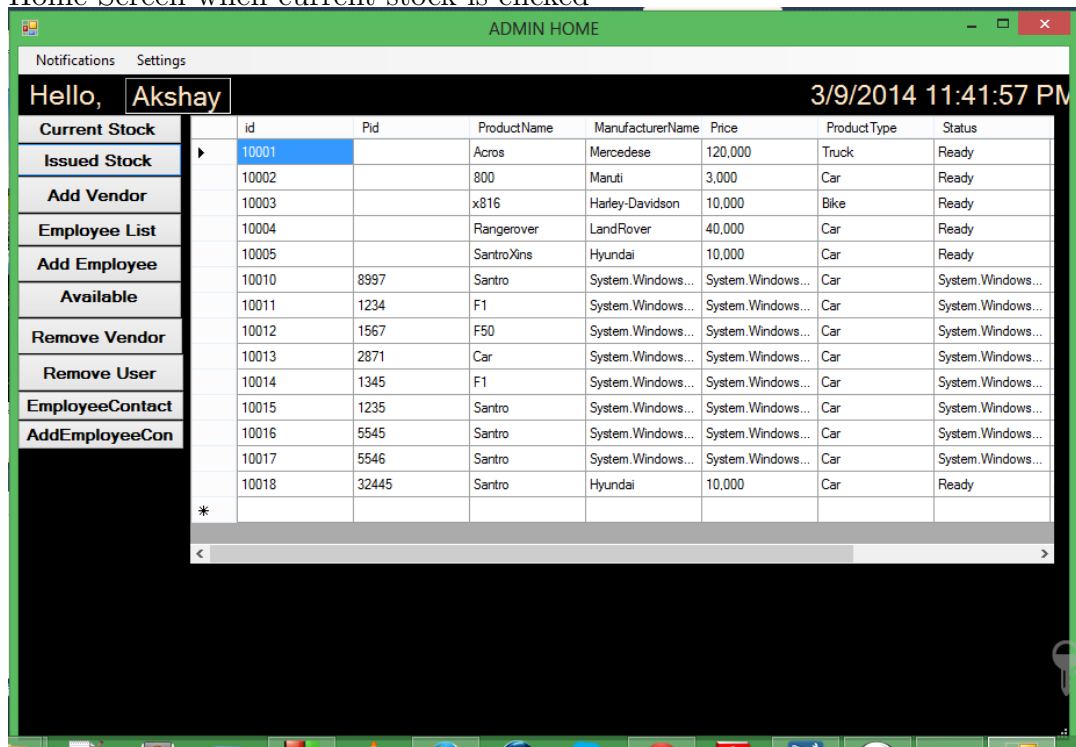 Home Screen when current stock is clicked
ADMIN HOME
Notifications Settings
Hello, Akshay 3/9/2014 11:41:57 PM
Current Stock
Issued Stock
Add Vendor
Employee List
Add Employee
Available
Remove Vendor
Remove User
EmployeeContact
AddEmployeeCon
id Pid ProductName ManufacturerName Price ProductType Status
10001 Acros Mercedese 120,000 Truck Ready
10002 800 Maruti 3,000 Car Ready
10003 x816 Harley-Davidson 10,000 Bike Ready
10004 Rangerover LandRover 40,000 Car Ready
10005 SantroXins Hyundai 10,000 Car Ready
10010 8997 Santro System.Windows... System.Windows... Car System.Windows...
10011 1234 F1 System.Windows... System.Windows... Car System.Windows...
10012 1567 F50 System.Windows... System.Windows... Car System.Windows...
10013 2871 Car System.Windows... System.Windows... Car System.Windows...
10014 1345 F1 System.Windows... System.Windows... Car System.Windows...
10015 1235 Santro System.Windows... System.Windows... Car System.Windows...
10016 5545 Santro System.Windows... System.Windows... Car System.Windows...
10017 5546 Santro System.Windows... System.Windows... Car System.Windows...
10018 32445 Santro Hyundai 10,000 Car Ready